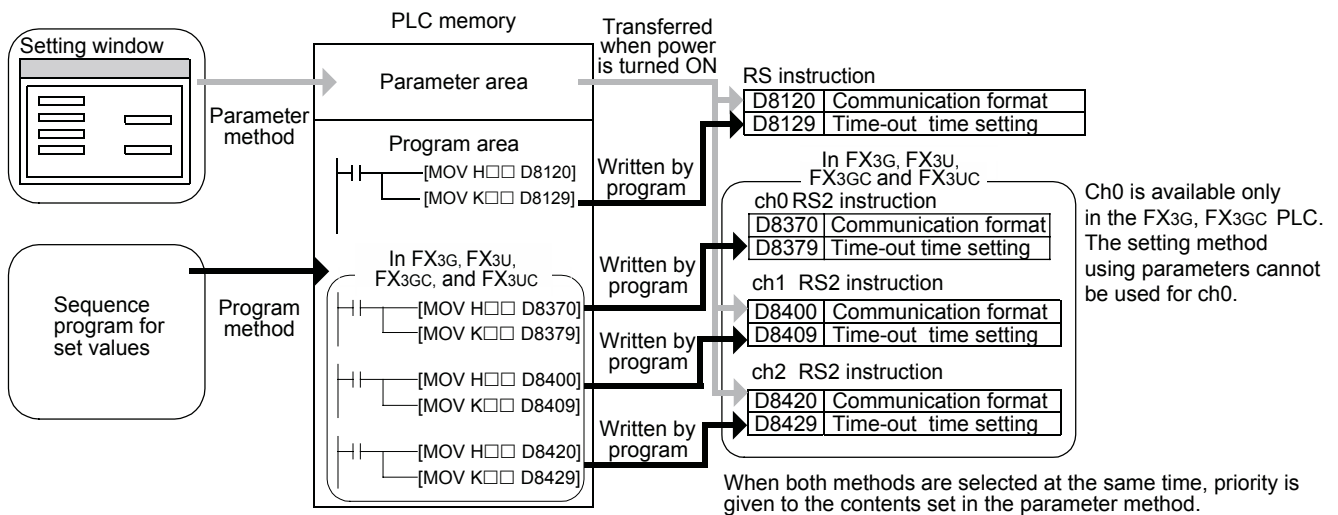 Setting window
Parameter
method
Sequence
program for
set values
Program
method
PLC memory
Parameter area
Program area
[MOV H□□ D8120]
[MOV K□□ D8129]
In FX3G, FX3U,
FX3GC, and FX3UC
[MOV H□□ D8370]
[MOV K□□ D8379]
[MOV H□□ D8400]
[MOV K□□ D8409]
[MOV H□□ D8420]
[MOV K□□ D8429]
Transferred
when power
is turned ON
Written by
program
Written by
program
Written by
program
Written by
program
RS instruction
D8120 Communication format
D8129 Time-out time setting
In FX3G, FX3U,
FX3GC and FX3UC
ch0 RS2 instruction
D8370 Communication format
D8379 Time-out time setting
ch1 RS2 instruction
D8400 Communication format
D8409 Time-out time setting
ch2 RS2 instruction
D8420 Communication format
D8429 Time-out time setting
Ch0 is available only
in the FX3G, FX3GC PLC.
The setting method
using parameters cannot
be used for ch0.
When both methods are selected at the same time, priority is
given to the contents set in the parameter method.